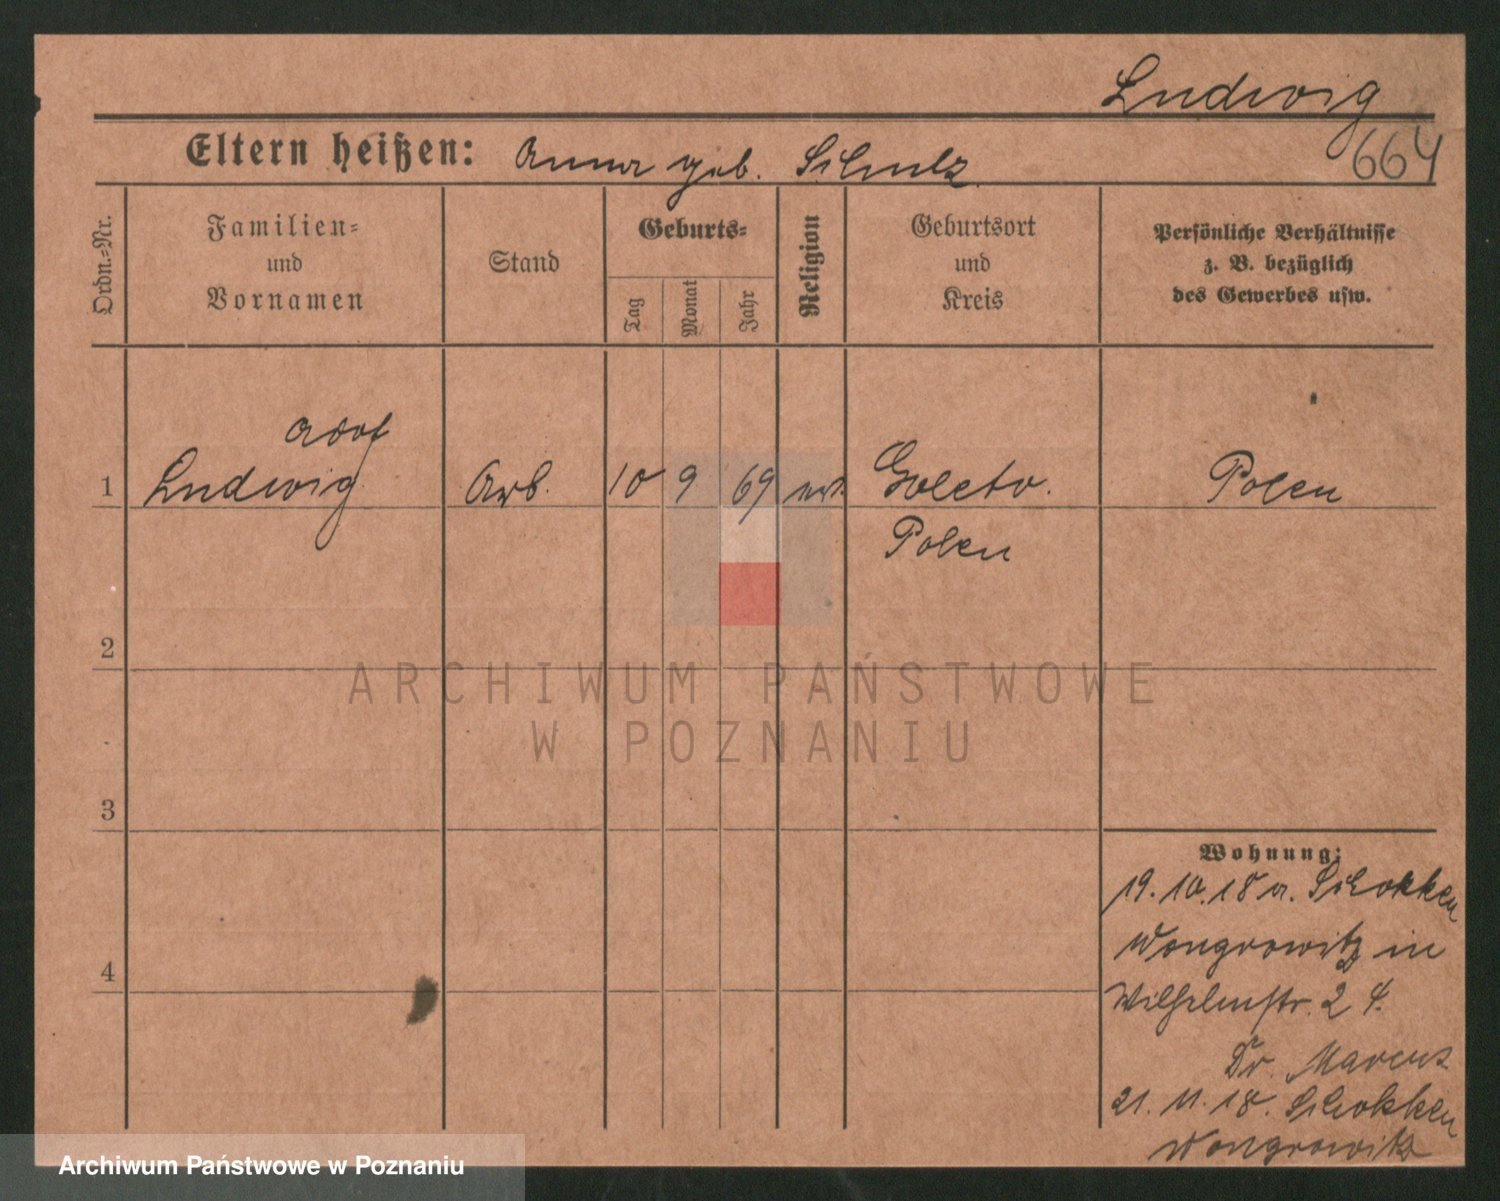 Ludwig
664
Eltern heißen: Anna geb. Schulz
Ordn.=Nr.
Familien=
und
Vornamen
Stand
Geburts=
Tag
Monat
Jahr
Religion
Geburtsort
und
Kreis
Persönliche Verhältnisse
z. B. bezüglich
des Gewerbes usw.
Adolf
1 Ludwig Arb. 10 9 69 Polen
Polen
2
3
4
Wohnung:
19.10.18 a. Schokken
Wongrowitz in
Wilhelmstr. 24.
Dr. Marcus
21.11.18. Schokken
Wongrowitz
ARCHIWUM PAŃSTWOWE
W POZNANIU
Archiwum Państwowe w Poznaniu